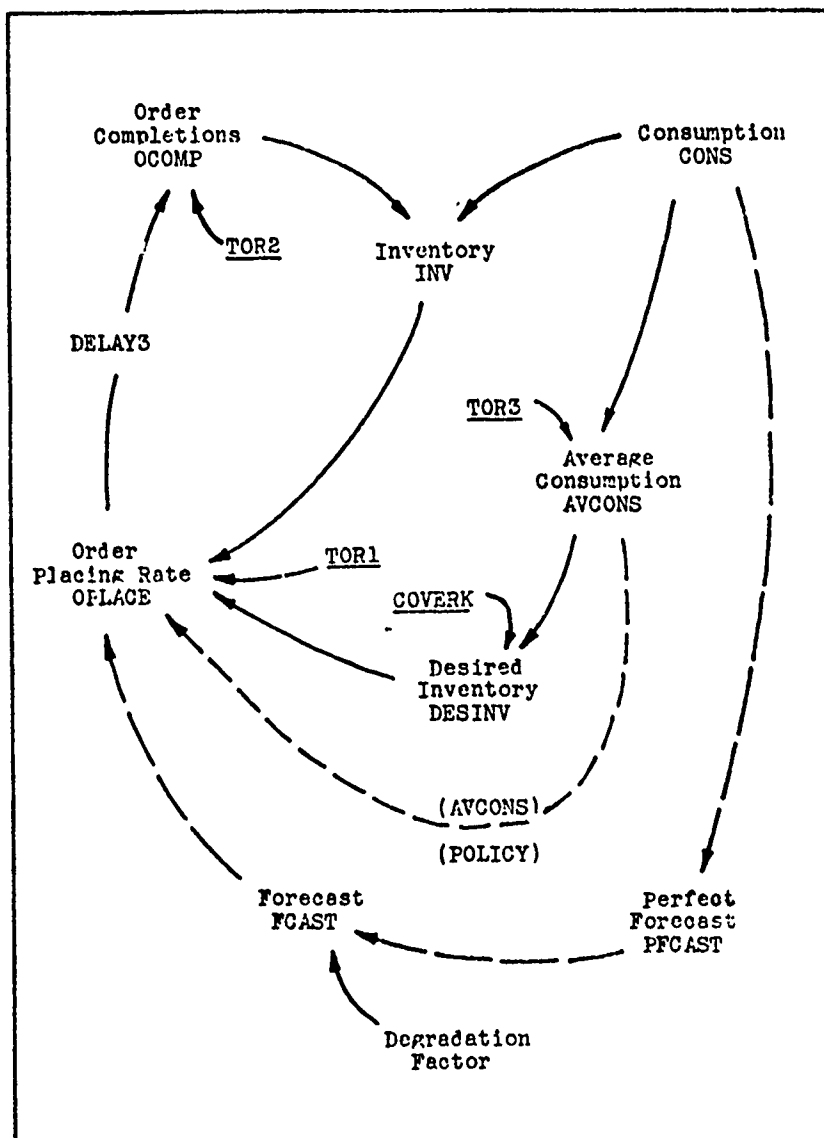 Order
Completions
OCOMP
Consumption
CONS
TOR2
Inventory
INV
DELAY3
TOR3
Average
Consumption
AVCONS
Order
Placing Rate
OPLACE
TOR1
COVERK
Desired
Inventory
DESINV
(AVCONS)
(POLICY)
Forecast
FCAST
Perfect
Forecast
PFCAST
Degradation
Factor